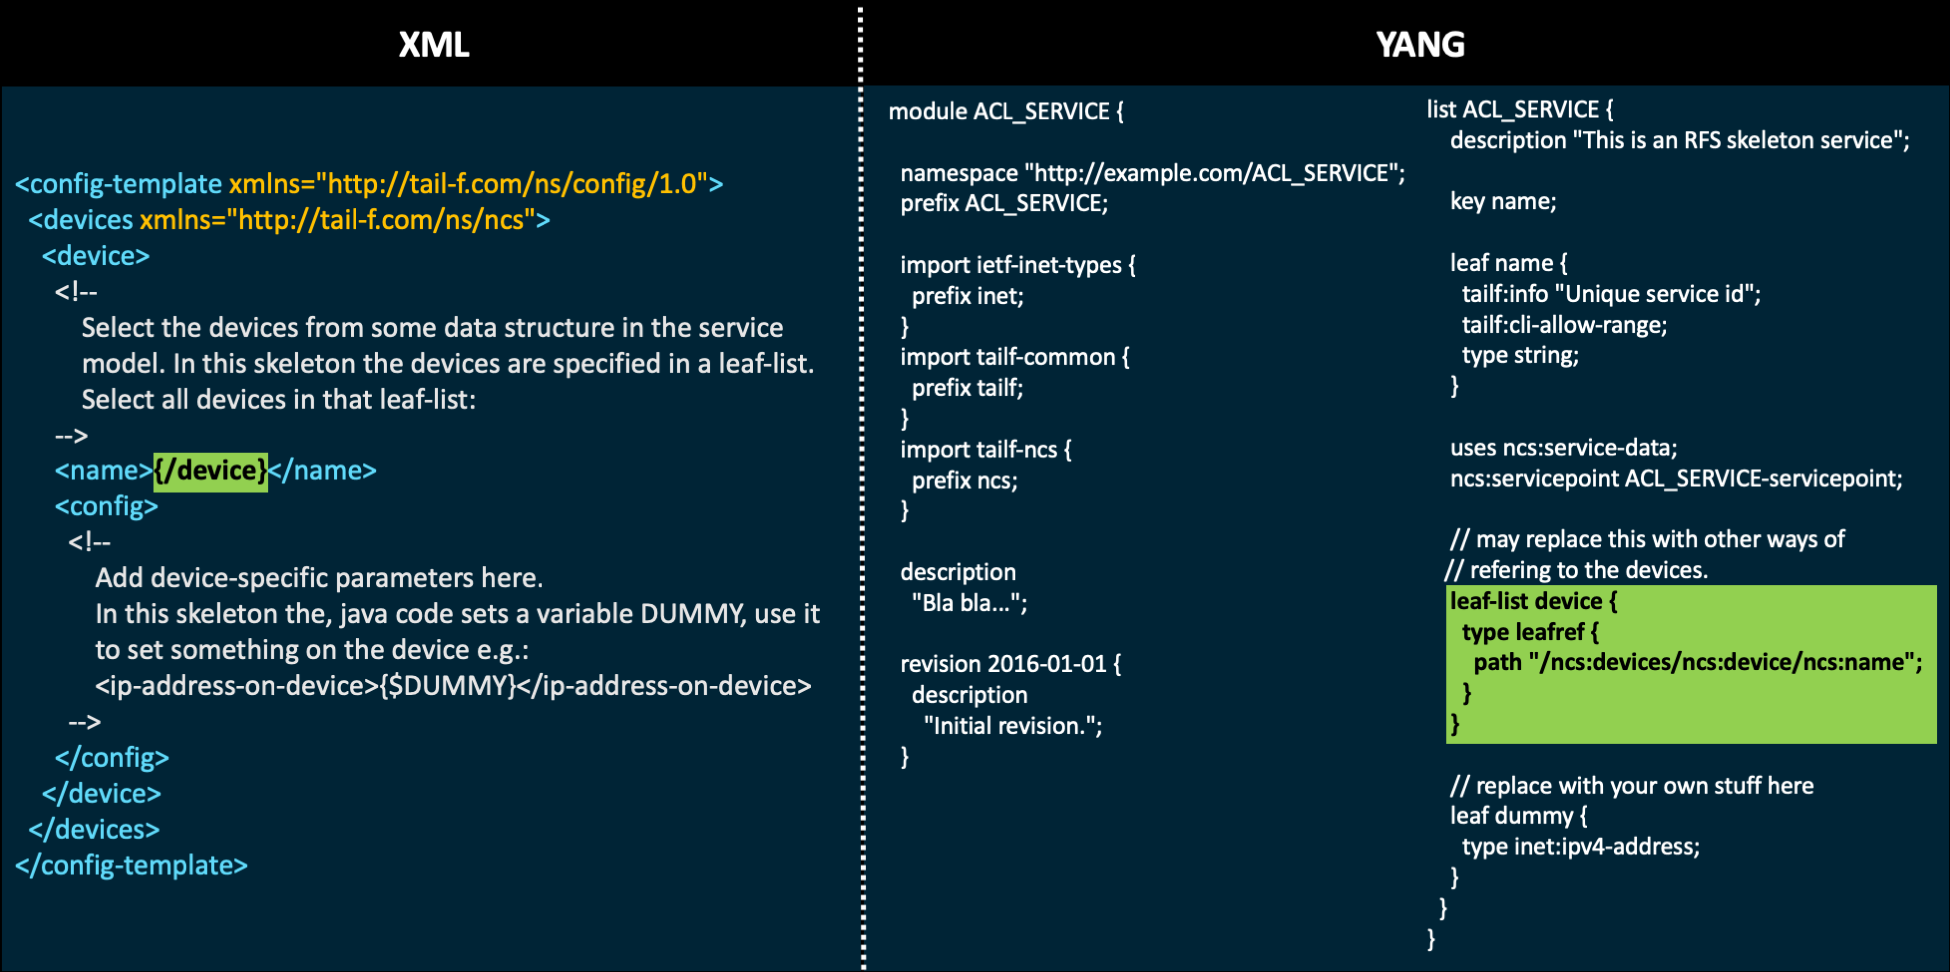 XML
YANG
<config-template xmlns="http://tail-f.com/ns/config/1.0">
<devices xmlns="http://tail-f.com/ns/ncs">
<device>
<!--
Select the devices from some data structure in the service
model. In this skeleton the devices are specified in a leaf-list.
Select all devices in that leaf-list:
-->
<name>{/device}</name>
<config>
<!--
Add device-specific parameters here.
In this skeleton the, java code sets a variable DUMMY, use it
to set something on the device e.g.:
<ip-address-on-device>{$DUMMY}</ip-address-on-device>
-->
</config>
</device>
</devices>
</config-template>
module ACL_SERVICE {
namespace "http://example.com/ACL_SERVICE";
prefix ACL_SERVICE;
import ietf-inet-types {
prefix inet;
}
import tailf-common {
prefix tailf;
}
import tailf-ncs {
prefix ncs;
}
description
"Bla bla...";
revision 2016-01-01 {
description
"Initial revision.";
}
list ACL_SERVICE {
description "This is an RFS skeleton service";
key name;
leaf name {
tailf:info "Unique service id";
tailf:cli-allow-range;
type string;
}
uses ncs:service-data;
ncs:servicepoint ACL_SERVICE-servicepoint;
// may replace this with other ways of
// refering to the devices.
leaf-list device {
type leafref {
path "/ncs:devices/ncs:device/ncs:name";
}
}
// replace with your own stuff here
leaf dummy {
type inet:ipv4-address;
}
}
}